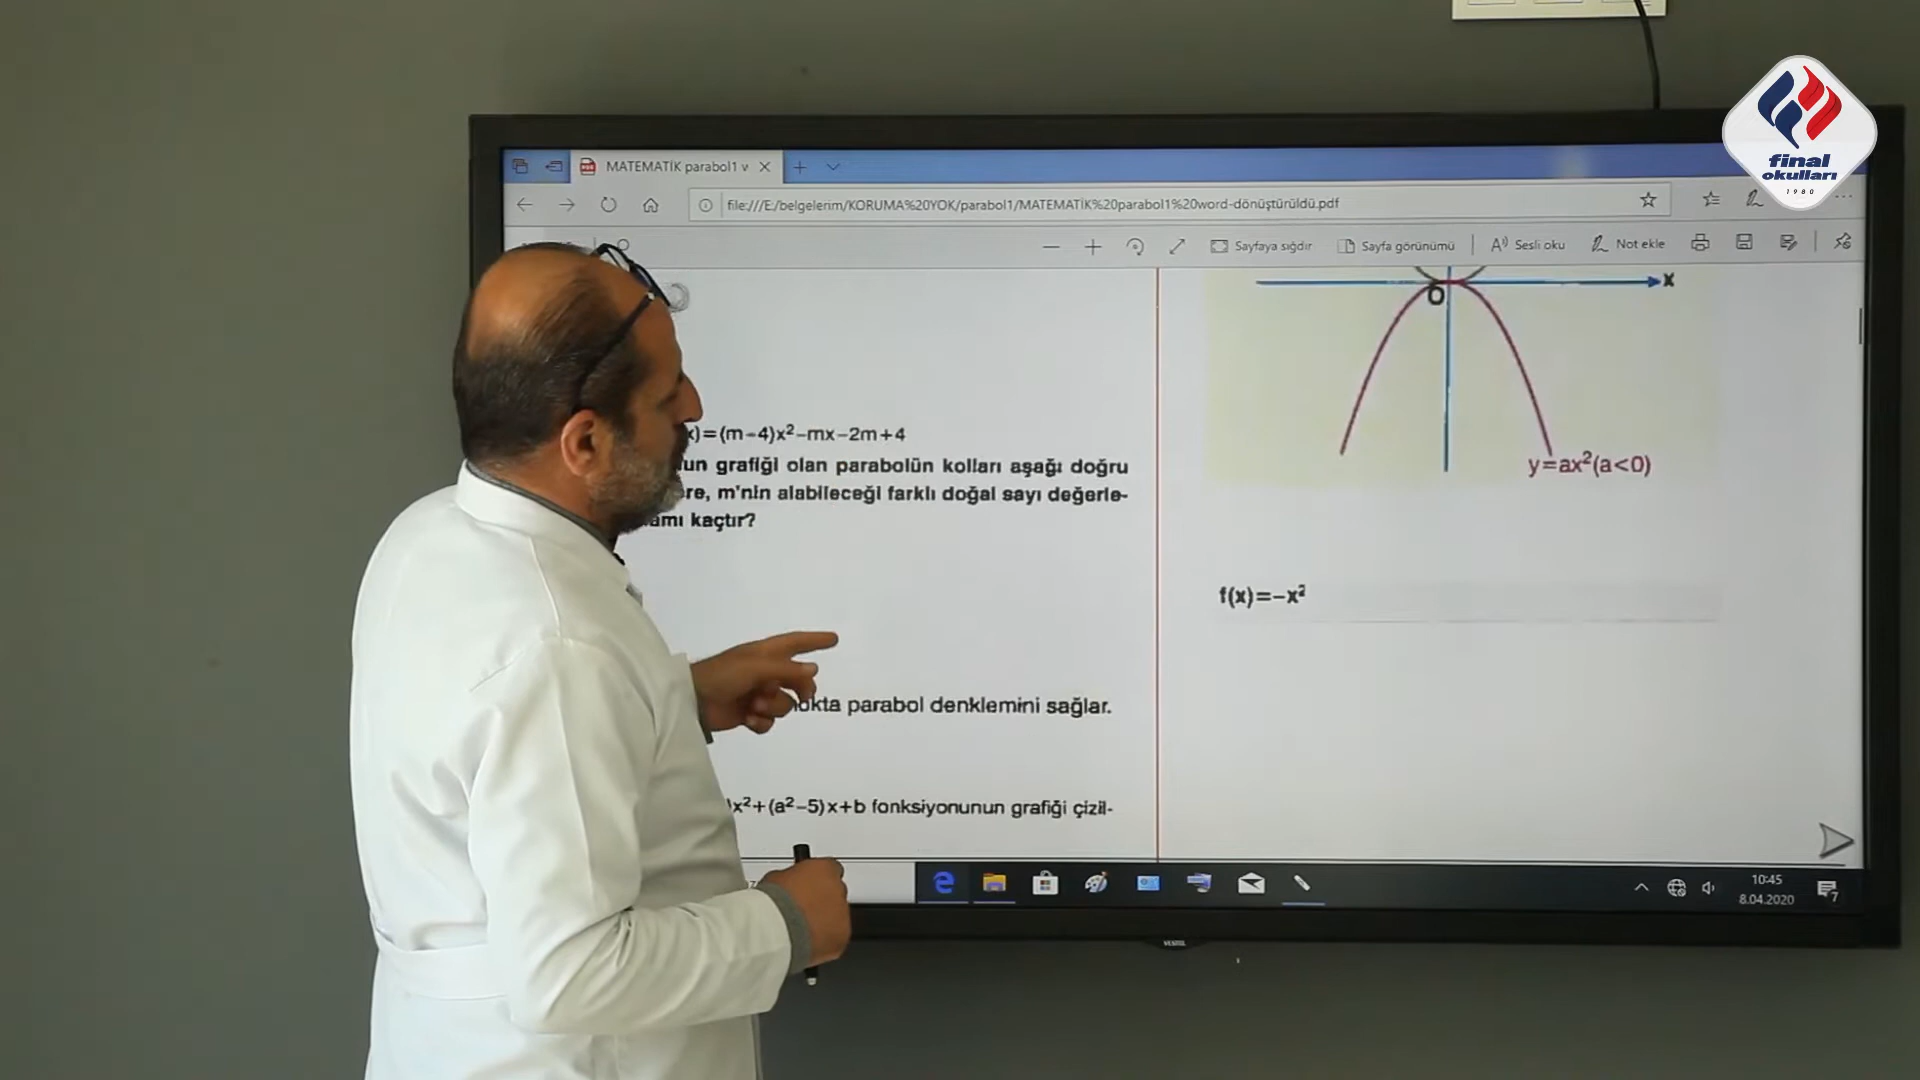 final
okulları
1980
MATEMATİK parabol1 v
file:///E:/belgelerim/KORUMA%20YOK/parabol1/MATEMATİK%20parabol1%20word-dönüştürüldü.pdf
Sayfaya sığdır
Sayfa görünümü
Sesli oku
Not ekle
x)=(m-4)x²-mx-2m+4
un grafiği olan parabolün kolları aşağı doğru
re, m'nin alabileceği farklı doğal sayı değerle-
amı kaçtır?
nokta parabol denklemini sağlar.
)x²+(a²-5)x+b fonksiyonunun grafiği çizil-
x
O
y=ax²(a<0)
f(x)=-x²
10:45
8.04.2020
7
VESTEL